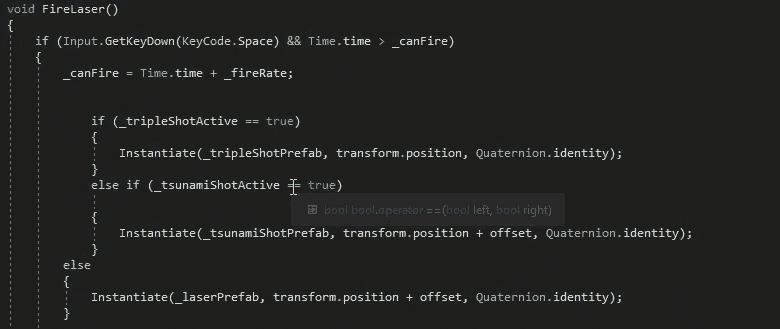 void FireLaser()
{
if (Input.GetKeyDown(KeyCode.Space) && Time.time > _canFire)
{
_canFire = Time.time + _fireRate;
if (_tripleShotActive == true)
{
Instantiate(_tripleShotPrefab, transform.position, Quaternion.identity);
}
else if (_tsunamiShotActive == true)
bool bool.operator ==(bool left, bool right)
{
Instantiate(_tsunamiShotPrefab, transform.position + offset, Quaternion.identity);
}
else
{
Instantiate(_laserPrefab, transform.position + offset, Quaternion.identity);
}